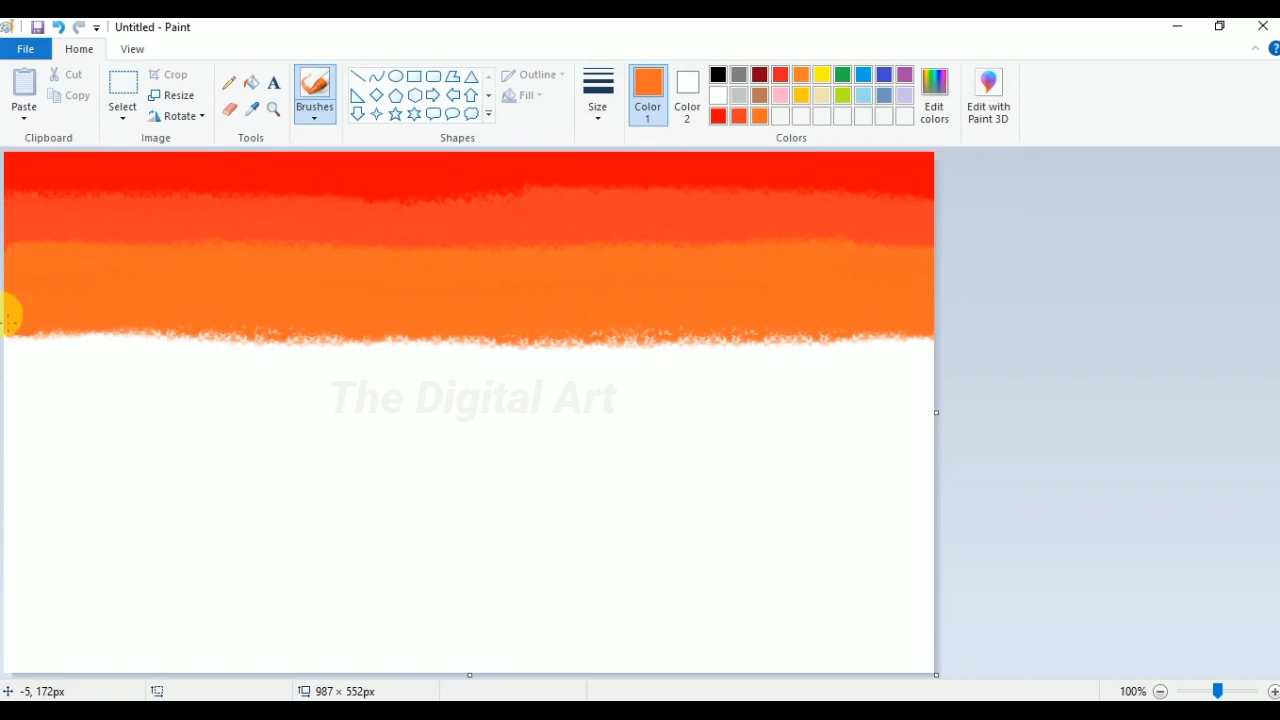 Untitled - Paint
File Home View
Paste
Cut
Copy
Clipboard
Select
Crop
Resize
Rotate
Image
Tools
Brushes
Outline
Fill
Shapes
Size
Color 1
Color 2
Edit colors
Colors
Edit with Paint 3D
The Digital Art
-5, 172px
987 × 552px
100%